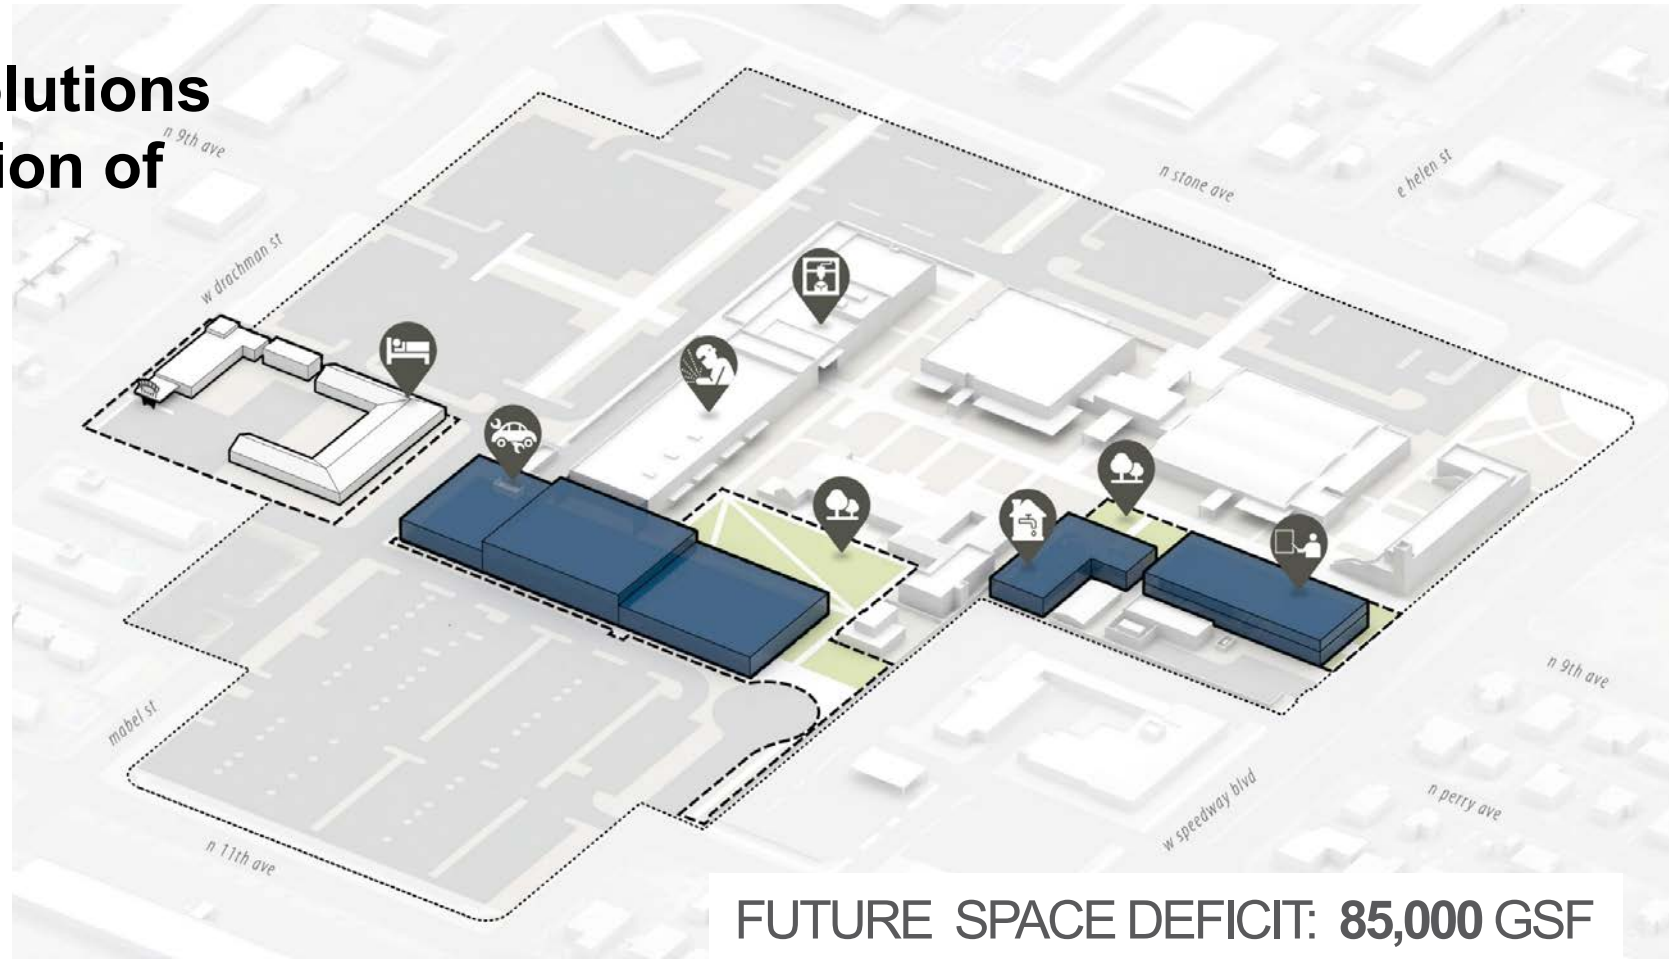 lutions
n 9th ave
ion of
n stone ave
e helen st
w drachman st
n 9th ave
mabel st
n perry ave
w speedway blvd
n 11th ave
FUTURE SPACE DEFICIT: 85,000 GSF